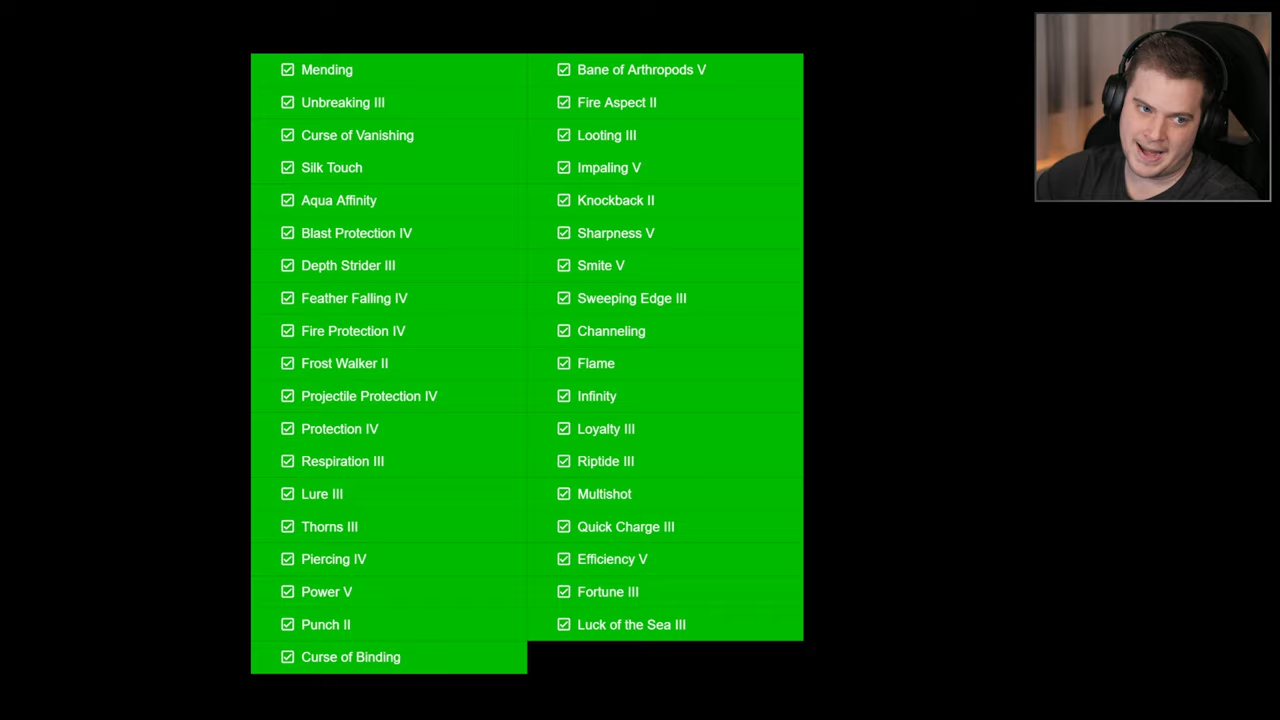 Mending
Unbreaking III
Curse of Vanishing
Silk Touch
Aqua Affinity
Blast Protection IV
Depth Strider III
Feather Falling IV
Fire Protection IV
Frost Walker II
Projectile Protection IV
Protection IV
Respiration III
Lure III
Thorns III
Piercing IV
Power V
Punch II
Curse of Binding
Bane of Arthropods V
Fire Aspect II
Looting III
Impaling V
Knockback II
Sharpness V
Smite V
Sweeping Edge III
Channeling
Flame
Infinity
Loyalty III
Riptide III
Multishot
Quick Charge III
Efficiency V
Fortune III
Luck of the Sea III